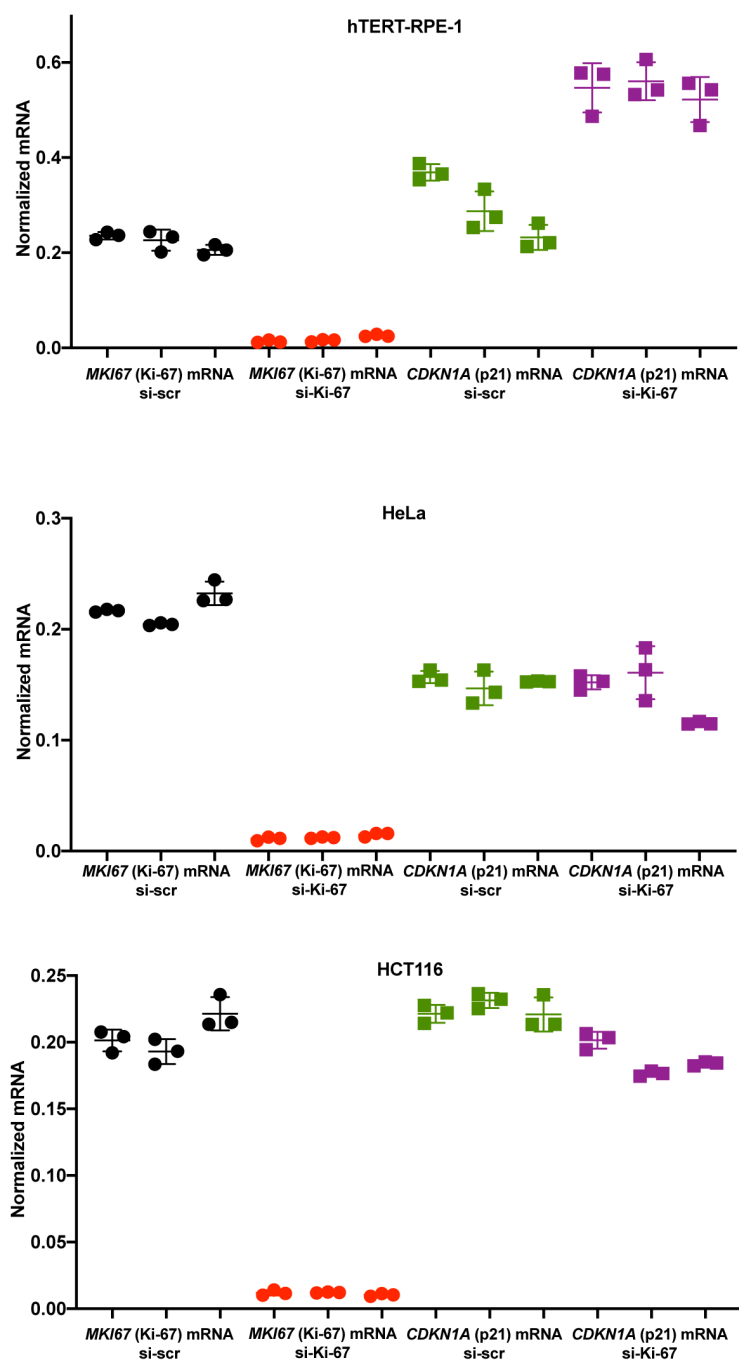 hTERT-RPE-1
Normalized mRNA
0.6
0.4
0.2
0.0
MKI67 (Ki-67) mRNA
si-scr
MKI67 (Ki-67) mRNA
si-Ki-67
CDKN1A (p21) mRNA
si-scr
CDKN1A (p21) mRNA
si-Ki-67
HeLa
Normalized mRNA
0.3
0.2
0.1
0.0
MKI67 (Ki-67) mRNA
si-scr
MKI67 (Ki-67) mRNA
si-Ki-67
CDKN1A (p21) mRNA
si-scr
CDKN1A (p21) mRNA
si-Ki-67
HCT116
Normalized mRNA
0.25
0.20
0.15
0.10
0.05
0.00
MKI67 (Ki-67) mRNA
si-scr
MKI67 (Ki-67) mRNA
si-Ki-67
CDKN1A (p21) mRNA
si-scr
CDKN1A (p21) mRNA
si-Ki-67